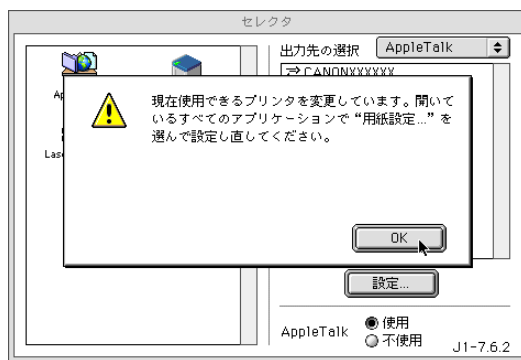 セレクタ
出力先の選択 AppleTalk
CANONXXXXXX
Ap
Lase
現在使用できるプリンタを変更しています。開いて
いるすべてのアプリケーションで“用紙設定...”を
選んで設定し直してください。
OK
設定...
AppleTalk
使用
不使用
J1-7.6.2